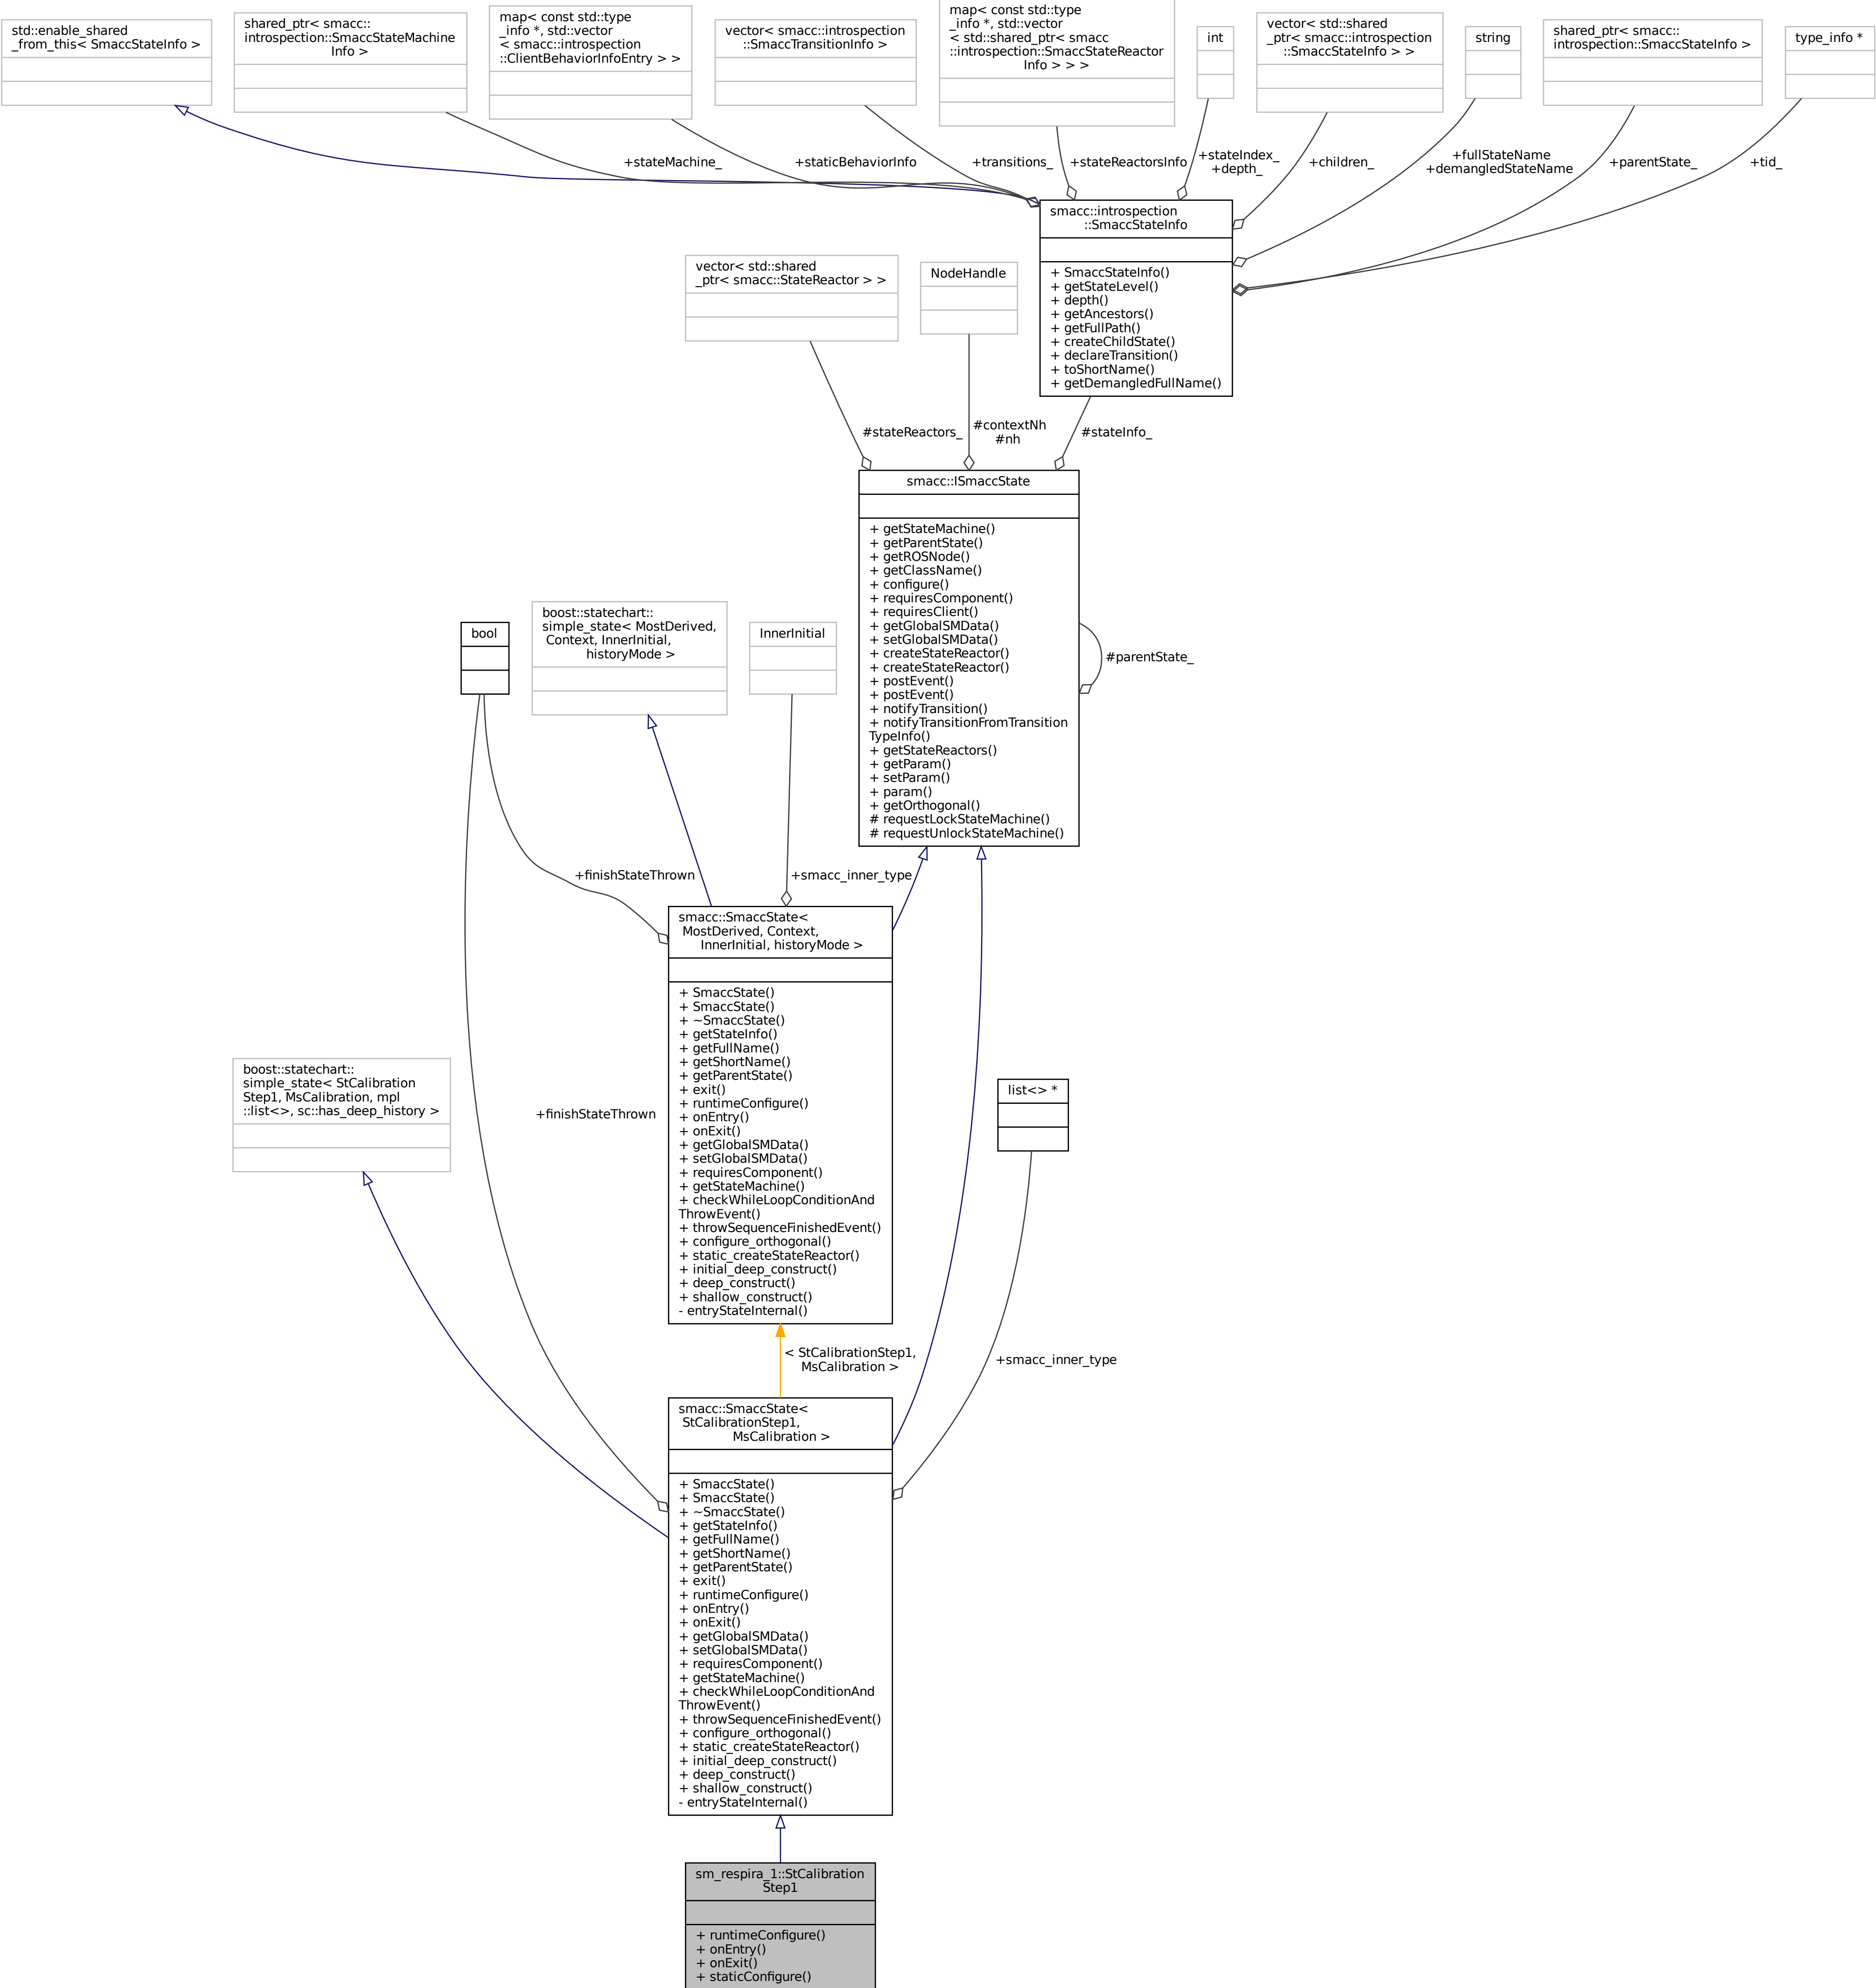 std::enable_shared
_from_this< SmaccStateInfo >
shared_ptr< smacc::
introspection::SmaccStateMachine
Info >
map< const std::type
_info *, std::vector
< smacc::introspection
::ClientBehaviorInfoEntry > >
vector< smacc::introspection
::SmaccTransitionInfo >
map< const std::type
_info *, std::vector
< std::shared_ptr< smacc
::introspection::SmaccStateReactor
Info > > >
int
vector< std::shared
_ptr< smacc::introspection
::SmaccStateInfo > >
string
shared_ptr< smacc::
introspection::SmaccStateInfo >
type_info *
+stateMachine_
+staticBehaviorInfo
+transitions_
+stateReactorsInfo
+stateIndex_
+depth_
+children_
+fullStateName
+demangledStateName
+parentState_
+tid_
smacc::introspection
::SmaccStateInfo
+ SmaccStateInfo()
+ getStateLevel()
+ depth()
+ getAncestors()
+ getFullPath()
+ createChildState()
+ declareTransition()
+ toShortName()
+ getDemangledFullName()
vector< std::shared
_ptr< smacc::StateReactor > >
NodeHandle
#stateReactors_
#contextNh
#nh
#stateInfo_
smacc::ISmaccState
+ getStateMachine()
+ getParentState()
+ getROSNode()
+ getClassName()
+ configure()
+ requiresComponent()
+ requiresClient()
+ getGlobalSMData()
+ setGlobalSMData()
+ createStateReactor()
+ createStateReactor()
+ postEvent()
+ postEvent()
+ notifyTransition()
+ notifyTransitionFromTransition
TypeInfo()
+ getStateReactors()
+ getParam()
+ setParam()
+ param()
+ getOrthogonal()
# requestLockStateMachine()
# requestUnlockStateMachine()
#parentState_
bool
boost::statechart::
simple_state< MostDerived,
Context, InnerInitial,
historyMode >
InnerInitial
+finishStateThrown
+smacc_inner_type
smacc::SmaccState<
MostDerived, Context,
InnerInitial, historyMode >
+ SmaccState()
+ SmaccState()
+ ~SmaccState()
+ getStateInfo()
+ getFullName()
+ getShortName()
+ getParentState()
+ exit()
+ runtimeConfigure()
+ onEntry()
+ onExit()
+ getGlobalSMData()
+ setGlobalSMData()
+ requiresComponent()
+ getStateMachine()
+ checkWhileLoopConditionAnd
ThrowEvent()
+ throwSequenceFinishedEvent()
+ configure_orthogonal()
+ static_createStateReactor()
+ initial_deep_construct()
+ deep_construct()
+ shallow_construct()
- entryStateInternal()
boost::statechart::
simple_state< StCalibration
Step1, MsCalibration, mpl
::list<>, sc::has_deep_history >
+finishStateThrown
list<> *
< StCalibrationStep1,
MsCalibration >
+smacc_inner_type
smacc::SmaccState<
StCalibrationStep1,
MsCalibration >
+ SmaccState()
+ SmaccState()
+ ~SmaccState()
+ getStateInfo()
+ getFullName()
+ getShortName()
+ getParentState()
+ exit()
+ runtimeConfigure()
+ onEntry()
+ onExit()
+ getGlobalSMData()
+ setGlobalSMData()
+ requiresComponent()
+ getStateMachine()
+ checkWhileLoopConditionAnd
ThrowEvent()
+ throwSequenceFinishedEvent()
+ configure_orthogonal()
+ static_createStateReactor()
+ initial_deep_construct()
+ deep_construct()
+ shallow_construct()
- entryStateInternal()
sm_respira_1::StCalibration
Step1
+ runtimeConfigure()
+ onEntry()
+ onExit()
+ staticConfigure()